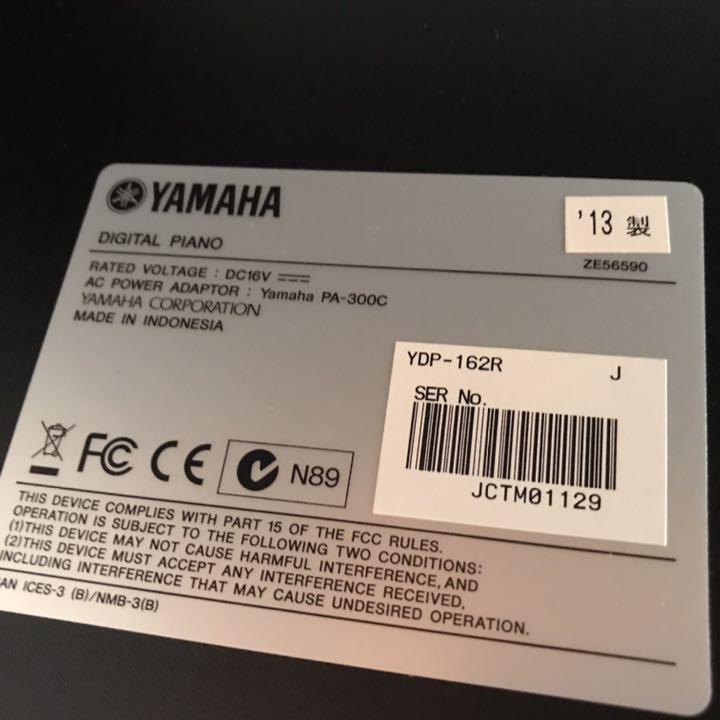 YAMAHA
'13 製
DIGITAL PIANO
ZE56590
RATED VOLTAGE : DC16V
AC POWER ADAPTOR : Yamaha PA-300C
YAMAHA CORPORATION
MADE IN INDONESIA
YDP-162R J
SER No.
JCTM01129
FC CE N89
THIS DEVICE COMPLIES WITH PART 15 OF THE FCC RULES.
OPERATION IS SUBJECT TO THE FOLLOWING TWO CONDITIONS:
(1)THIS DEVICE MAY NOT CAUSE HARMFUL INTERFERENCE, AND
(2)THIS DEVICE MUST ACCEPT ANY INTERFERENCE RECEIVED,
INCLUDING INTERFERENCE THAT MAY CAUSE UNDESIRED OPERATION.
AN ICES-3 (B)/NMB-3(B)